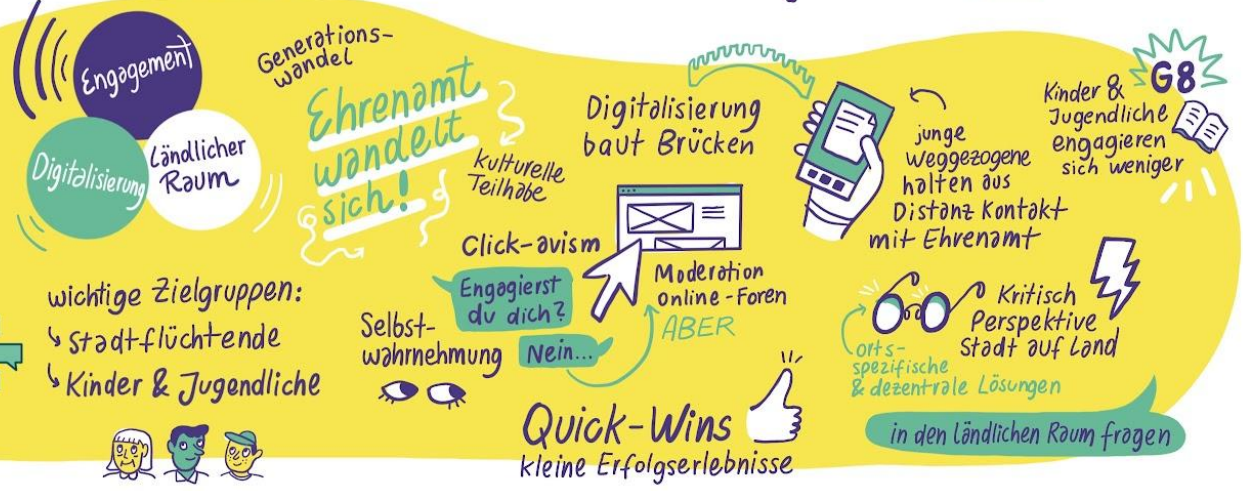 Engagement
Digitalisierung
Ländlicher
Raum
Generations-
wandel
Ehrenamt
wandelt
sich!
kulturelle
Teilhabe
Digitalisierung
baut Brücken
junge
Weggezogene
halten aus
Distanz Kontakt
mit Ehrenamt
G8
Kinder &
Jugendliche
engagieren
sich weniger
wichtige Zielgruppen:
Stadtflüchtende
Kinder & Jugendliche
Click-avism
Engagierst
du dich?
Nein...
Selbst-
wahrnehmung
Moderation
online-Foren
ABER
Quick-Wins
kleine Erfolgserlebnisse
Kritisch
Perspektive
Stadt auf Land
orts-
spezifische
& dezentrale Lösungen
in den ländlichen Raum fragen